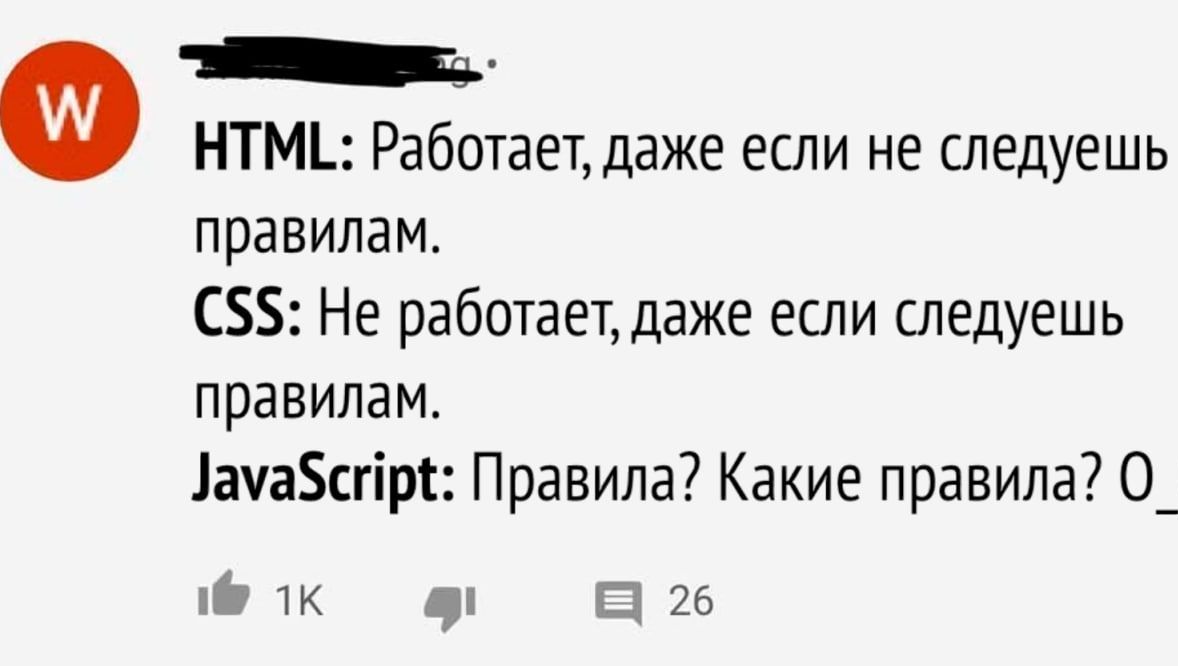 W
HTML: Работает, даже если не следуешь
правилам.
CSS: Не работает, даже если следуешь
правилам.
JavaScript: Правила? Какие правила? O_
1K 26